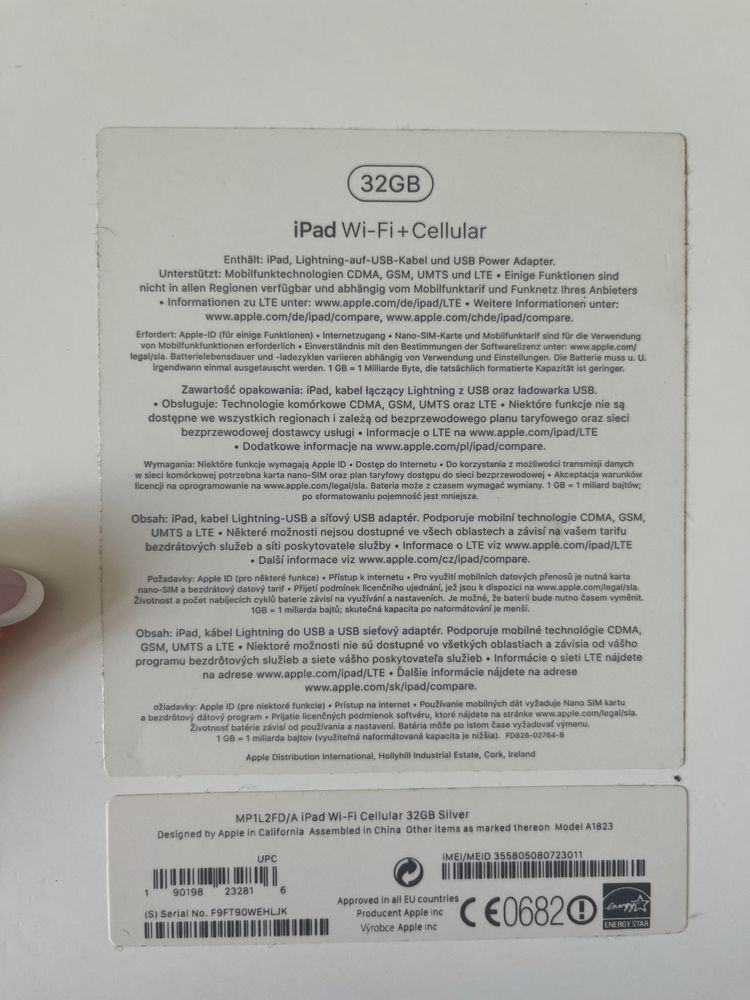 32GB
iPad Wi-Fi + Cellular
Enthält: iPad, Lightning-auf-USB-Kabel und USB Power Adapter.
Unterstützt: Mobilfunktechnologien CDMA, GSM, UMTS und LTE • Einige Funktionen sind
nicht in allen Regionen verfügbar und abhängig vom Mobilfunktarif und Funknetz Ihres Anbieters
• Informationen zu LTE unter: www.apple.com/de/ipad/LTE • Weitere Informationen unter:
www.apple.com/de/ipad/compare, www.apple.com/chde/ipad/compare.
Erfordert: Apple-ID (für einige Funktionen) • Internetzugang • Nano-SIM-Karte und Mobilfunktarif sind für die Verwendung
von Mobilfunkfunktionen erforderlich • Einverständnis mit den Bestimmungen der Softwarelizenz unter: www.apple.com/
legal/sla. Batterielebensdauer und -ladezyklen variieren abhängig von Verwendung und Einstellungen. Die Batterie muss u. U.
irgendwann einmal ausgetauscht werden. 1 GB = 1 Milliarde Byte, die tatsächlich formatierte Kapazität ist geringer.
Zawartość opakowania: iPad, kabel łączący Lightning z USB oraz ładowarka USB.
• Obsługuje: Technologie komórkowe CDMA, GSM, UMTS oraz LTE • Niektóre funkcje nie są
dostępne we wszystkich regionach i zależą od bezprzewodowego planu taryfowego oraz sieci
bezprzewodowej dostawcy usługi • Informacje o LTE na www.apple.com/ipad/LTE
• Dodatkowe informacje na www.apple.com/pl/ipad/compare.
Wymagania: Niektóre funkcje wymagają Apple ID • Dostęp do Internetu • Do korzystania z możliwości transmisji danych
w sieci komórkowej potrzebna karta nano-SIM oraz plan taryfowy dostępu do sieci bezprzewodowej • Akceptacja warunków
licencji na oprogramowanie na www.apple.com/legal/sla. Bateria może z czasem wymagać wymiany. 1 GB = 1 miliard bajtów;
po sformatowaniu pojemność jest mniejsza.
Obsah: iPad, kabel Lightning-USB a síťový USB adaptér. Podporuje mobilní technologie CDMA, GSM,
UMTS a LTE • Některé možnosti nejsou dostupné ve všech oblastech a závisí na vašem tarifu
bezdrátových služeb a síti poskytovatele služby • Informace o LTE viz www.apple.com/ipad/LTE
• Další informace viz www.apple.com/cz/ipad/compare.
Požadavky: Apple ID (pro některé funkce) • Přístup k internetu • Pro využití mobilních datových přenosů je nutná karta
nano-SIM a bezdrátový datový tarif • Přijetí podmínek licenčního ujednání, jež jsou k dispozici na www.apple.com/legal/sla.
Životnost a počet nabíjecích cyklů baterie závisí na využívání a nastaveních. Je možné, že baterii bude nutno časem vyměnit.
1GB = 1 miliarda bajtů; skutečná kapacita po naformátování je menší.
Obsah: iPad, kábel Lightning do USB a USB sieťový adaptér. Podporuje mobilné technológie CDMA,
GSM, UMTS a LTE • Niektoré možnosti nie sú dostupné vo všetkých oblastiach a závisia od vášho
programu bezdrôtových služieb a siete vášho poskytovateľa služieb • Informácie o sieti LTE nájdete
na adrese www.apple.com/ipad/LTE • Ďalšie informácie nájdete na adrese
www.apple.com/sk/ipad/compare.
ožiadavky: Apple ID (pre niektoré funkcie) • Prístup na internet • Používanie mobilných dát vyžaduje Nano SIM kartu
a bezdrôtový dátový program • Prijatie licenčných podmienok softvéru, ktoré nájdete na stránke www.apple.com/legal/sla.
Životnosť batérie závisí od používania a nastavení. Batéria môže po istom čase vyžadovať výmenu.
1 GB = 1 miliarda bajtov (využiteľná naformátovaná kapacita je nižšia). FD826-02764-B
Apple Distribution International, Hollyhill Industrial Estate, Cork, Ireland
MP1L2FD/A iPad Wi-Fi Cellular 32GB Silver
Designed by Apple in California Assembled in China Other items as marked thereon Model A1823
UPC
1 90198 23281 6
(S) Serial No. F9FT90WEHLJK
IMEI/MEID 355805080723011
Approved in all EU countries
Producent Apple Inc
Výrobce Apple Inc
CE0682
energy
ENERGY STAR